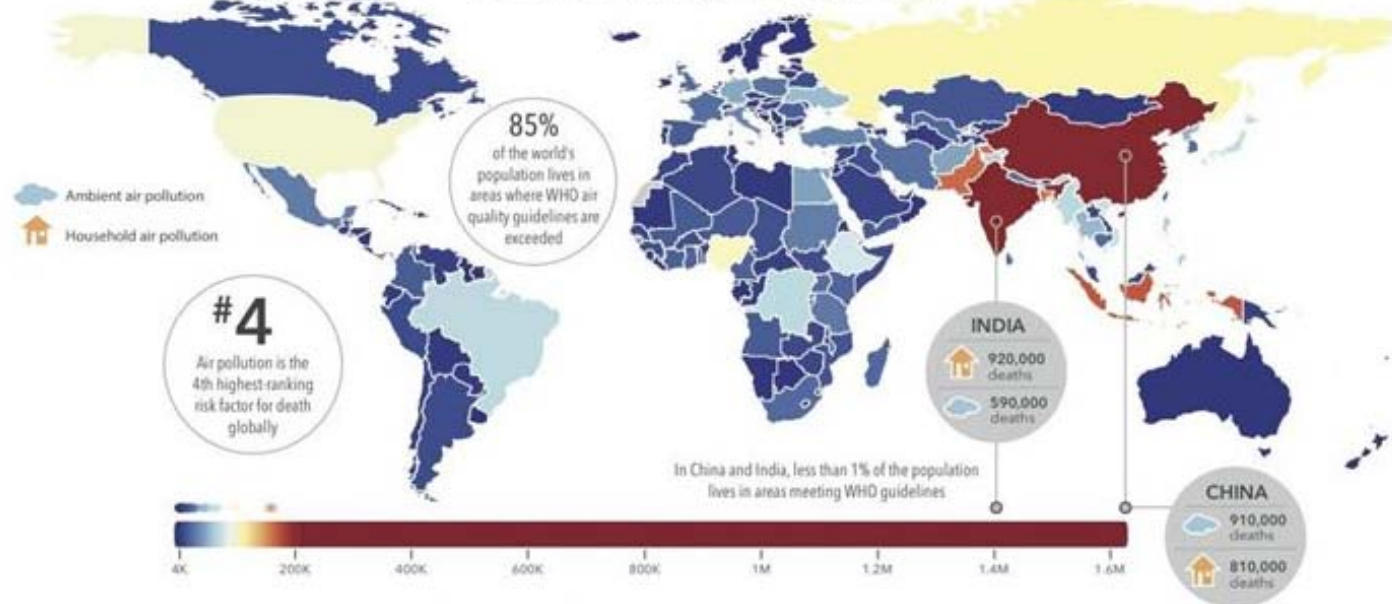 85%
of the world's
population lives in
areas where WHO air
quality guidelines are
exceeded
Ambient air pollution
Household air pollution
#4
Air pollution is the
4th highest-ranking
risk factor for death
globally
INDIA
920,000
deaths
590,000
deaths
In China and India, less than 1% of the population
lives in areas meeting WHO guidelines
CHINA
910,000
deaths
810,000
deaths
4K 200K 400K 600K 800K 1M 1.2M 1.4M 1.6M